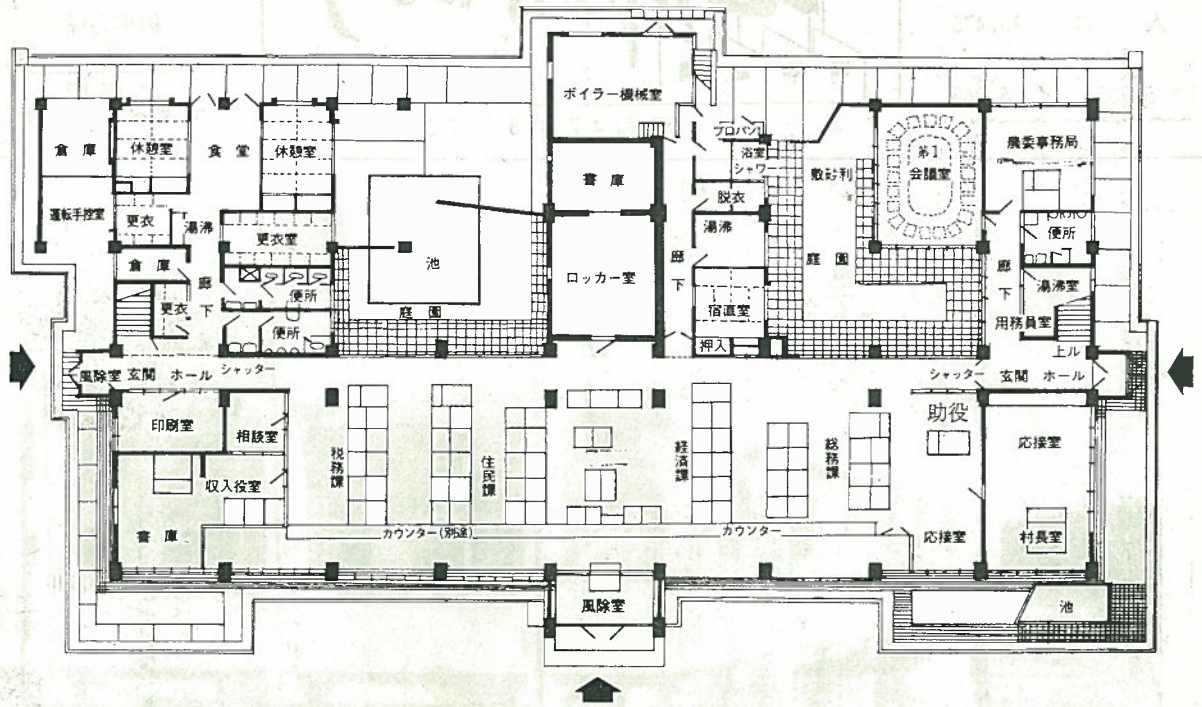 ボイラー機械室
プロパン
浴室
シャワ
倉庫
休憩室
食堂
休憩室
書庫
敷砂利
第1
会議室
農委事務局
運転手控室
更衣
湯沸
更衣室
脱衣
湯沸
便所
倉庫
廊下
池
ロッカー室
廊下
庭園
廊下
湯沸室
更衣
便所
便所
庭園
宿直室
用務員室
押入
上ル
風除室
玄関 ホール
シャッター
シャッター
玄関 ホール
印刷室
相談室
助役
応接室
税務課
住民課
経済課
総務課
収入役室
書庫
カウンター(別途)
カウンター
応接室
村長室
風除室
池